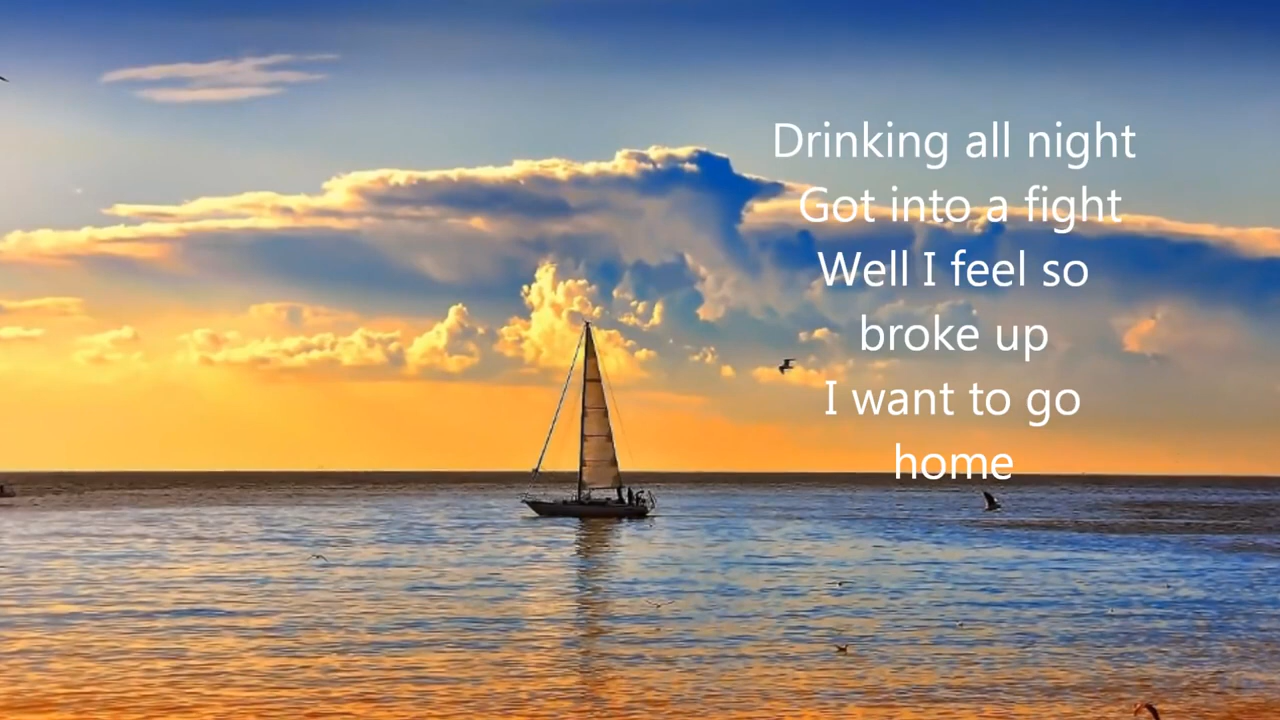 Drinking all night
Got into a fight
Well I feel so
broke up
I want to go
home